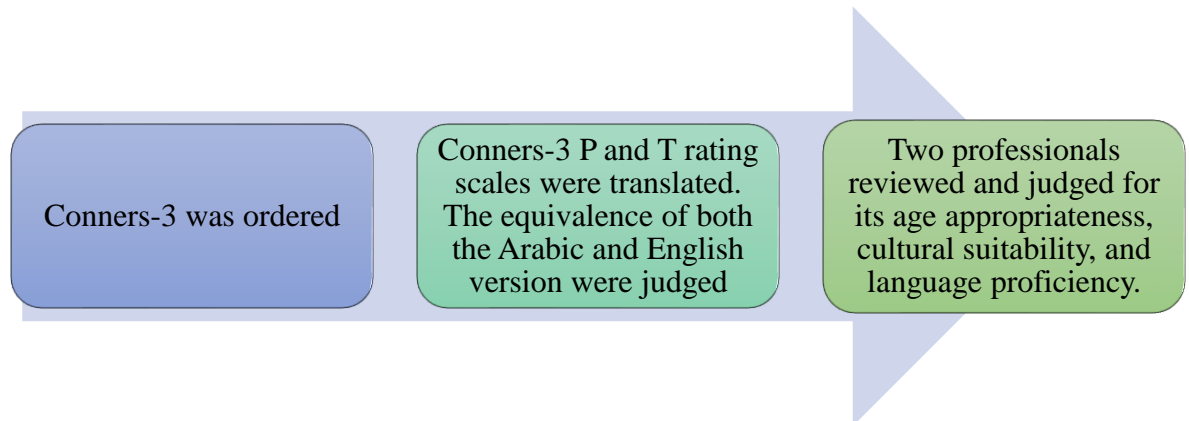 Conners-3 was ordered
Conners-3 P and T rating
scales were translated.
The equivalence of both
the Arabic and English
version were judged
Two professionals
reviewed and judged for
its age appropriateness,
cultural suitability, and
language proficiency.